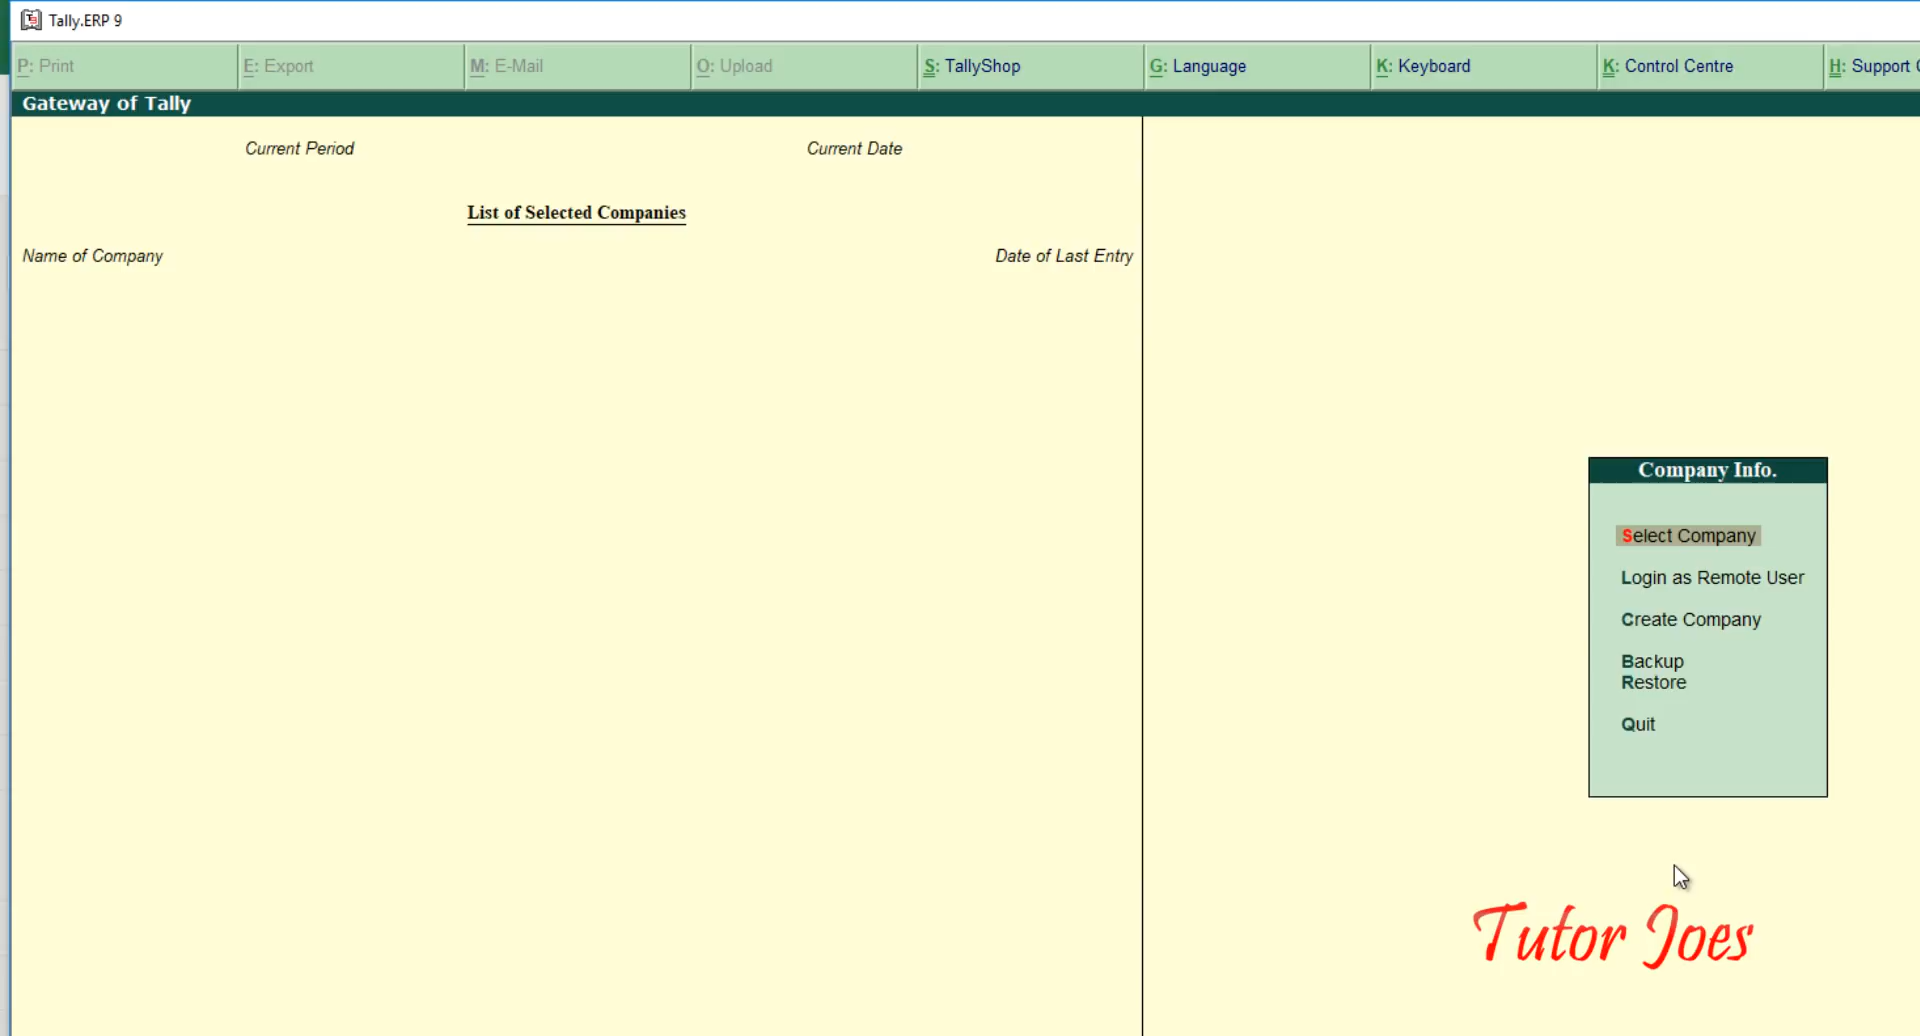 Tally.ERP 9
P: Print E: Export M: E-Mail O: Upload S: TallyShop G: Language K: Keyboard K: Control Centre H: Support
Gateway of Tally
Current Period Current Date
List of Selected Companies
Name of Company Date of Last Entry
Company Info.
Select Company
Login as Remote User
Create Company
Backup
Restore
Quit
Tutor Joes